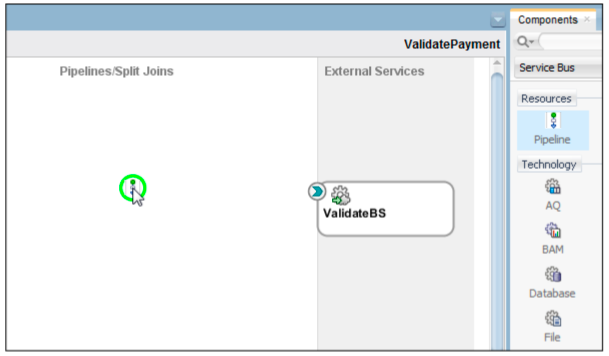 Components
ValidatePayment
Pipelines/Split Joins
External Services
Service Bus
Resources
Pipeline
Technology
ValidateBS
AQ
BAM
Database
File